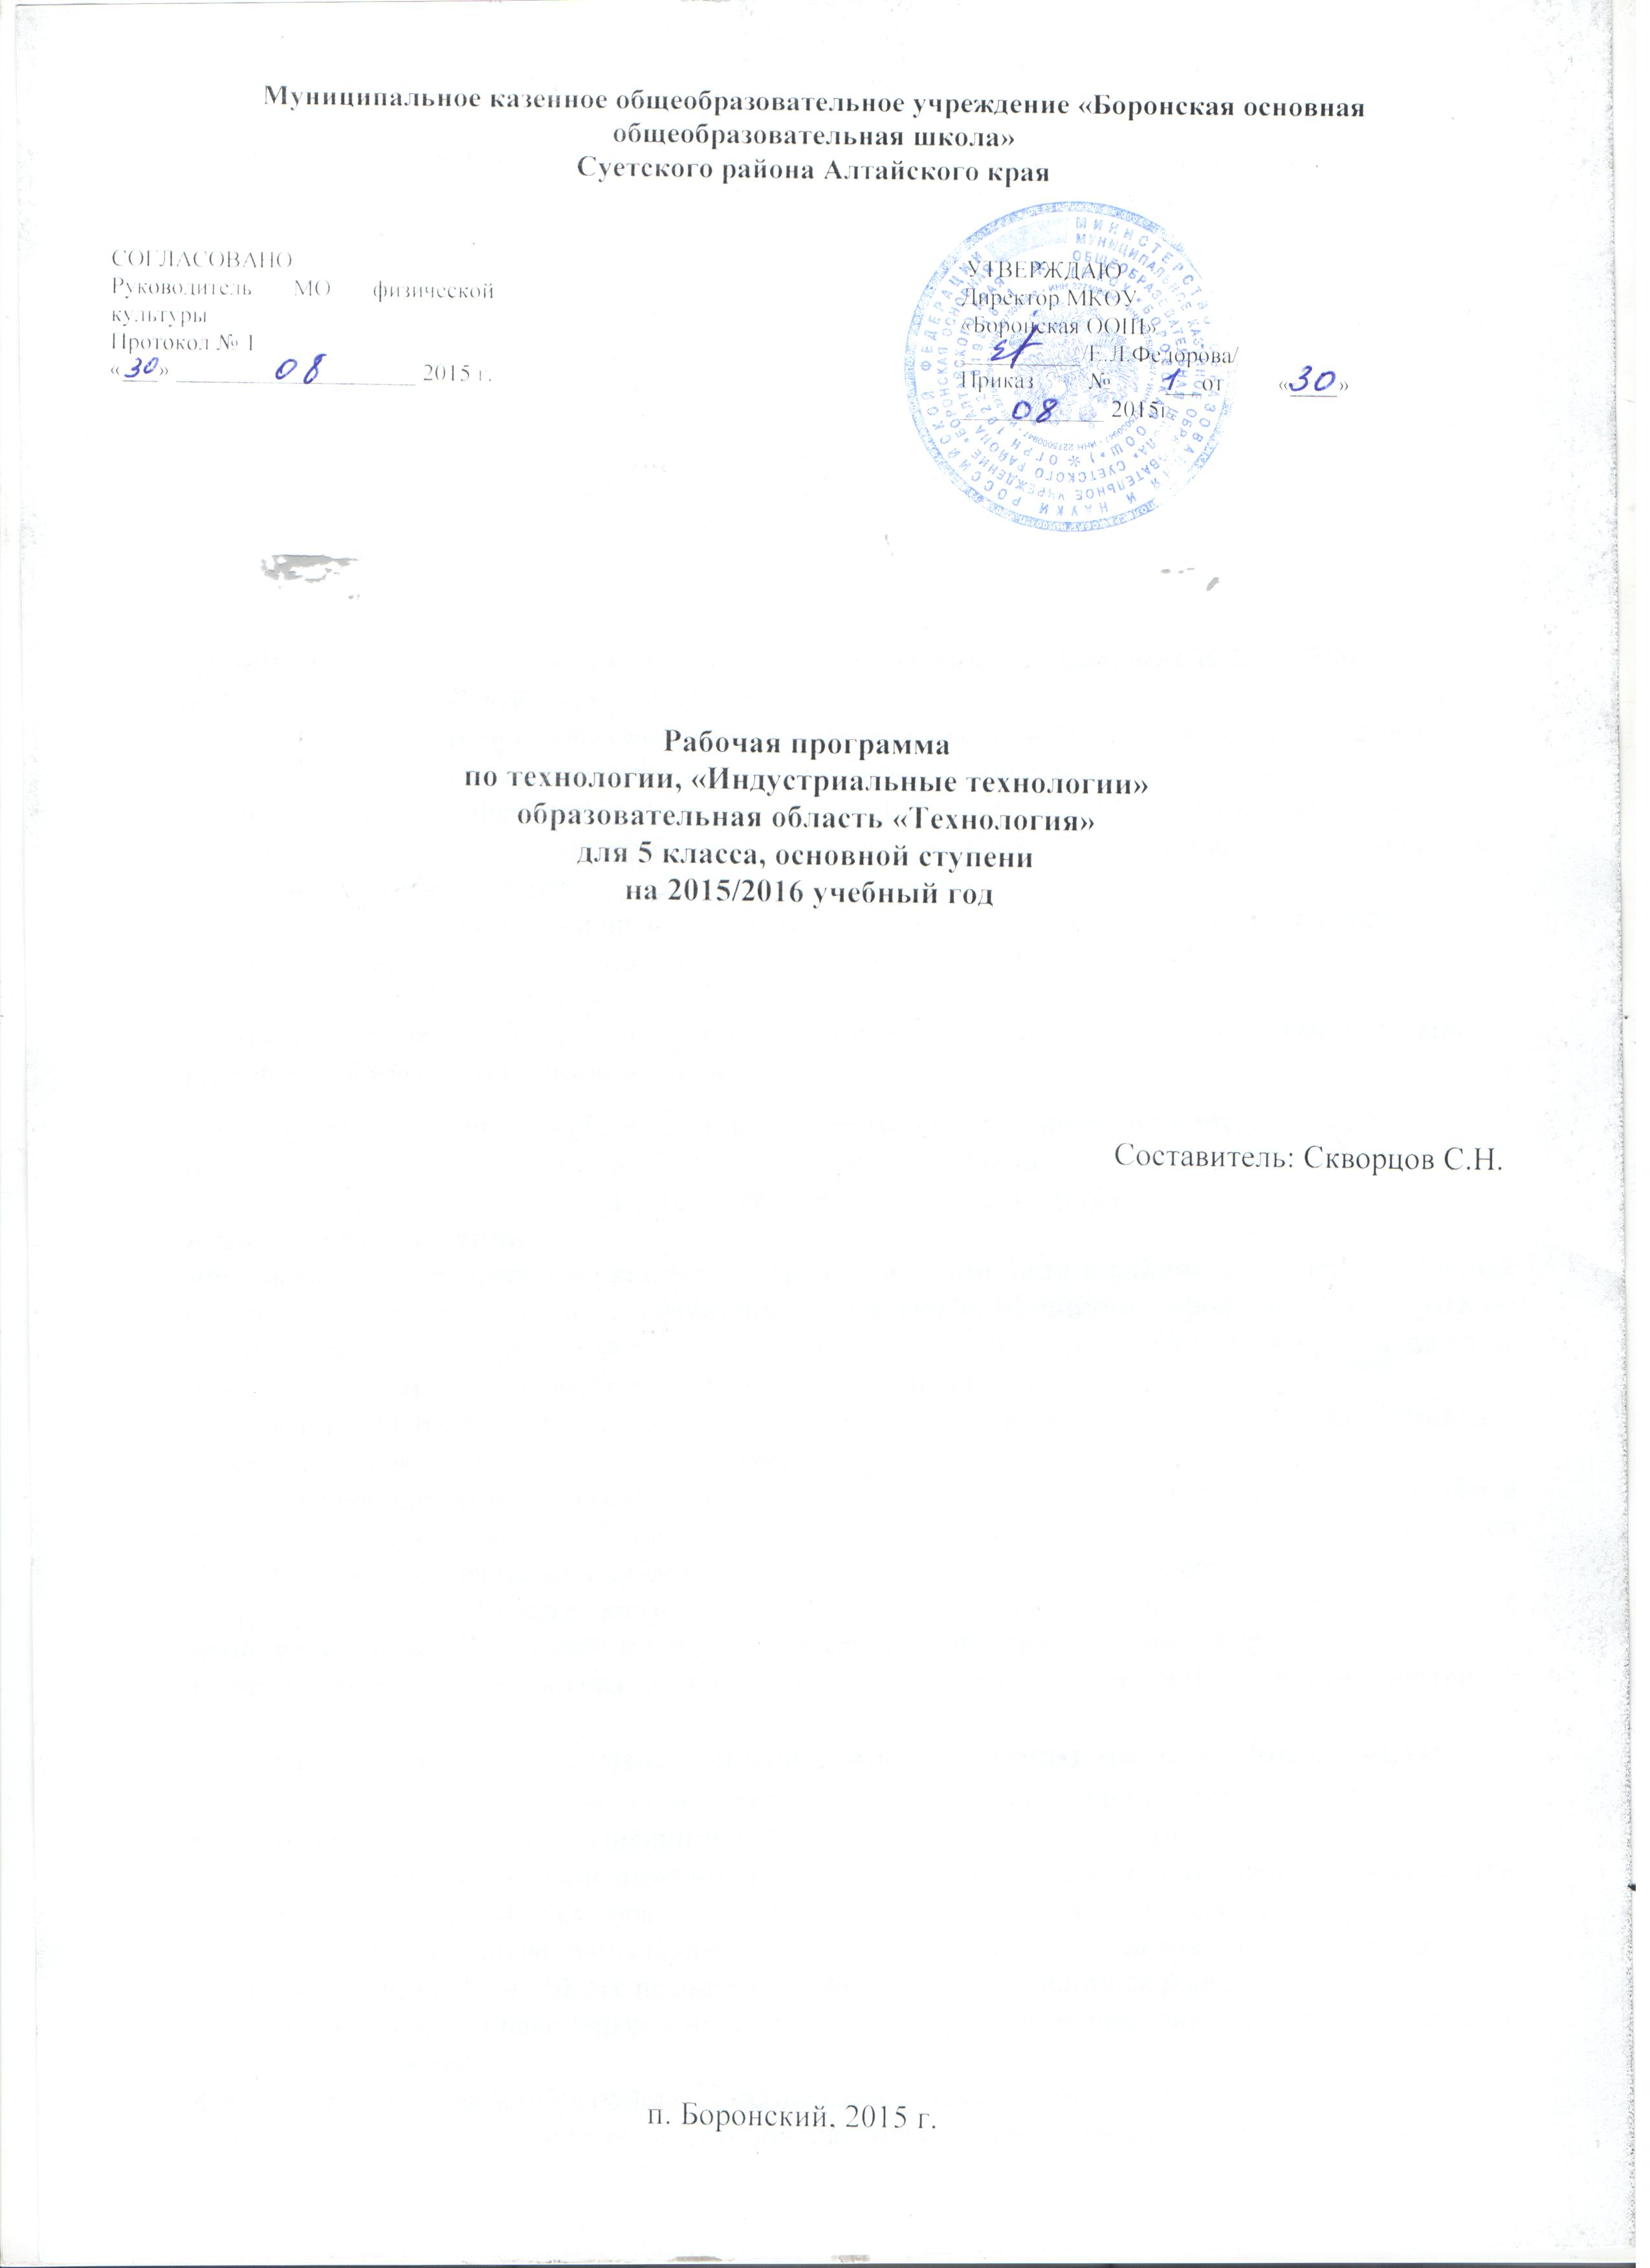 Муниципальное казенное общеобразовательное учреждение «Боронская основная
общеобразовательная школа»
Суетского района Алтайского края
СОГЛАСОВАНО
Руководитель МО физической
культуры
Протокол № 1
«30» 08 2015 г.
УТВЕРЖДАЮ
Директор МКОУ
«Боронская ООШ»
/Е.Л.Федорова/
Приказ № 1 от «30»
08 2015г
Рабочая программа
по технологии, «Индустриальные технологии»
образовательная область «Технология»
для 5 класса, основной ступени
на 2015/2016 учебный год
Составитель: Скворцов С.Н.
п. Боронский, 2015 г.